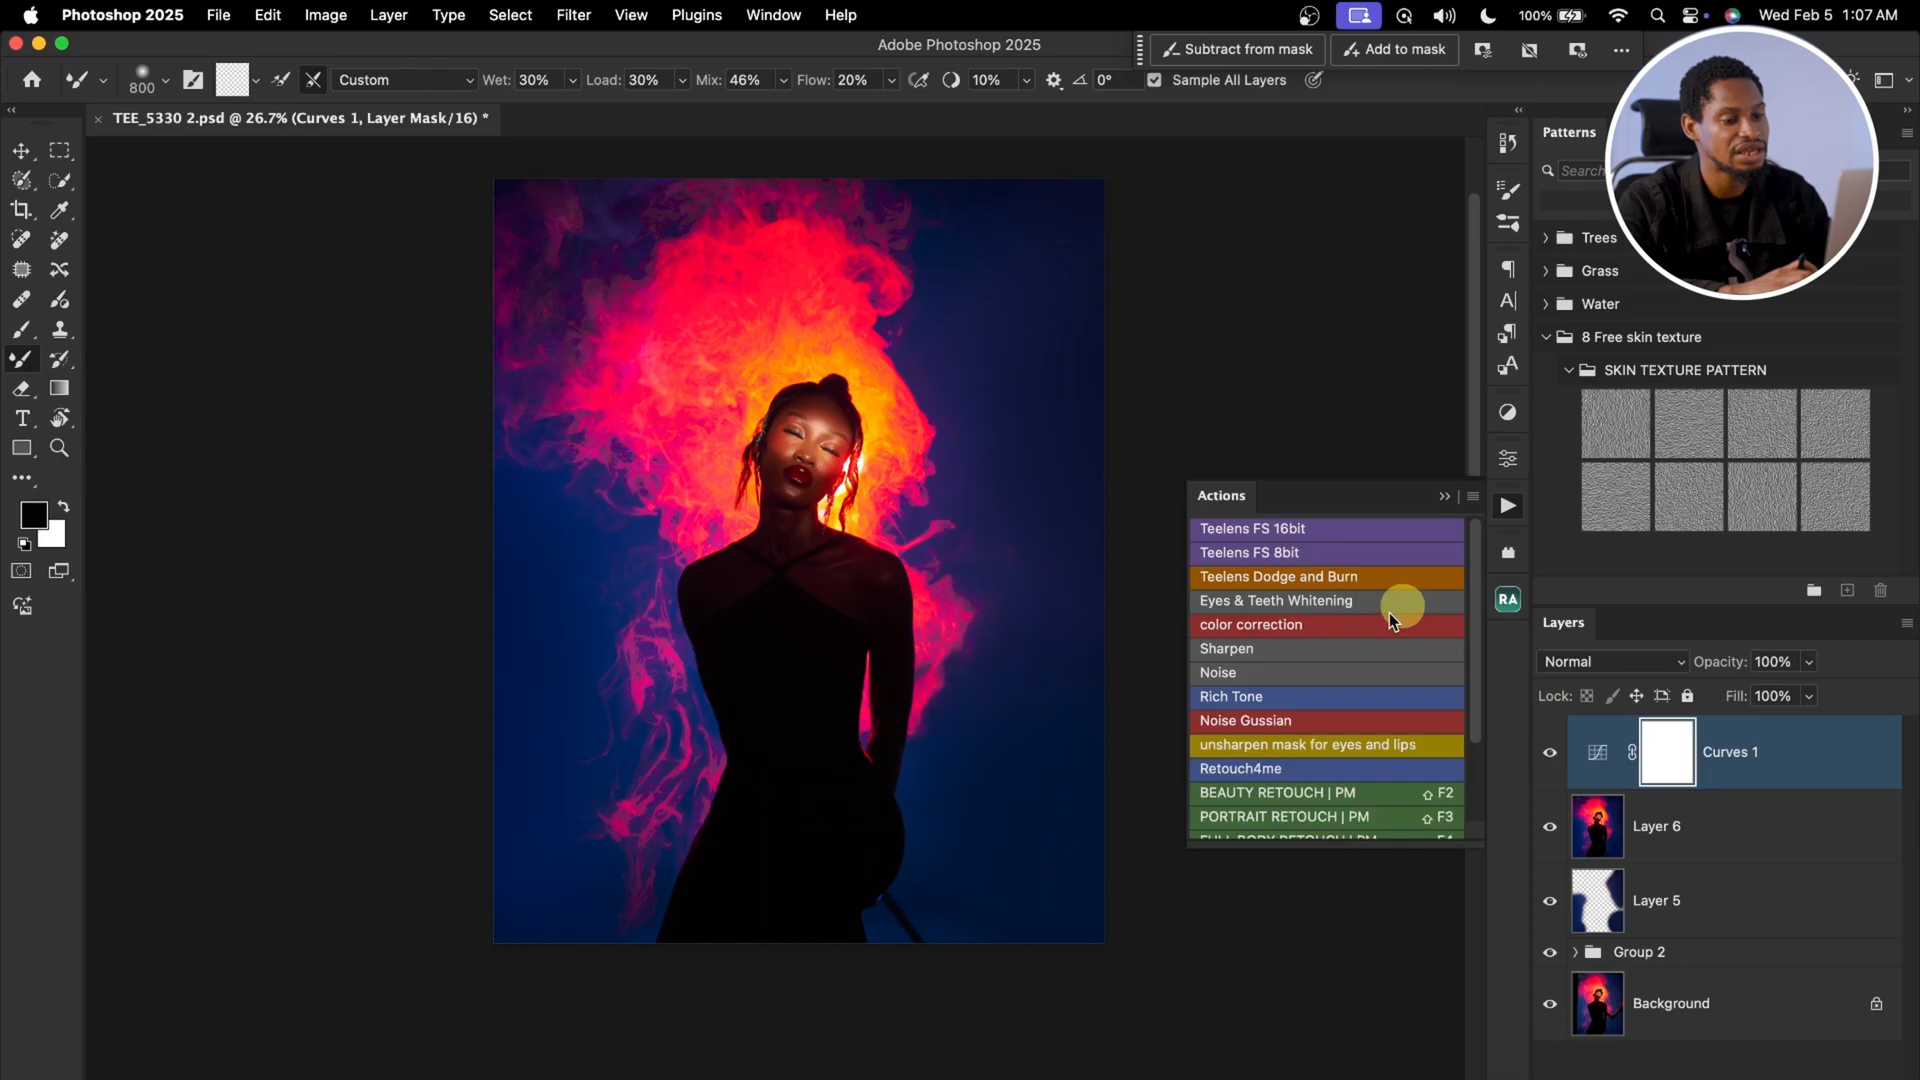 Photoshop 2025 File Edit Image Layer Type Select Filter View Plugins Window Help 100% Wed Feb 5 1:07 AM
Adobe Photoshop 2025
Subtract from mask Add to mask
800 Custom Wet: 30% Load: 30% Mix: 46% Flow: 20% 10% 0° Sample All Layers
TEE_5330 2.psd @ 26.7% (Curves 1, Layer Mask/16) *
Patterns
Search
Trees
Grass
Water
8 Free skin texture
SKIN TEXTURE PATTERN
Actions
Teelens FS 16bit
Teelens FS 8bit
Teelens Dodge and Burn
Eyes & Teeth Whitening
color correction
Sharpen
Noise
Rich Tone
Noise Gussian
unsharpen mask for eyes and lips
Retouch4me
BEAUTY RETOUCH | PM F2
PORTRAIT RETOUCH | PM F3
FULL BODY RETOUCH | PM F4
RA
Layers
Normal Opacity: 100%
Lock: Fill: 100%
Curves 1
Layer 6
Layer 5
Group 2
Background